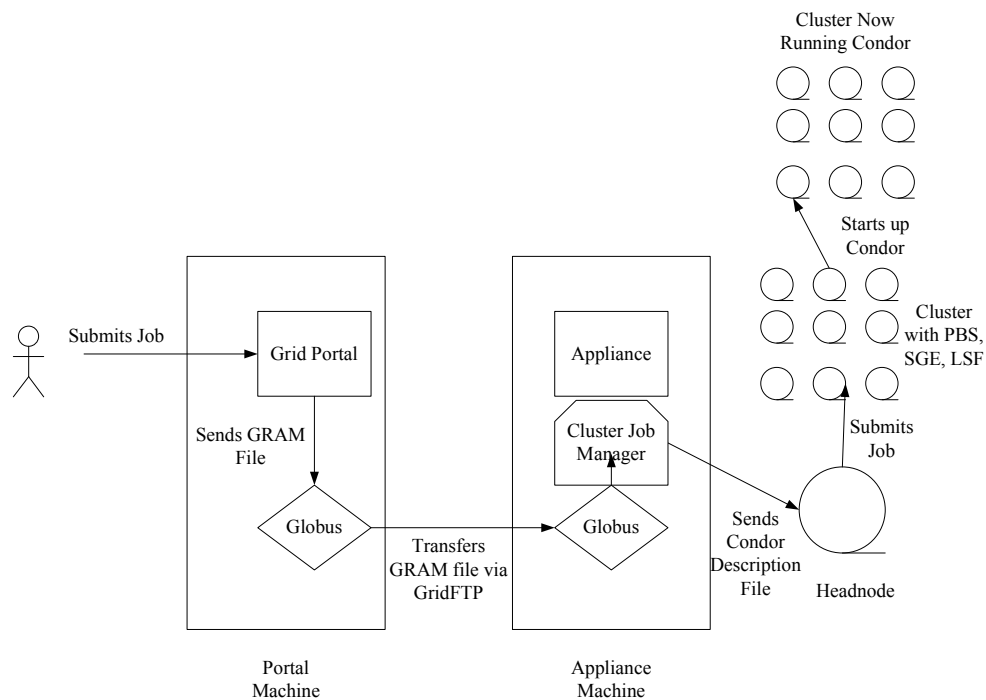 Cluster Now
Running Condor
Starts up
Condor
Cluster
with PBS,
SGE, LSF
Submits Job
Grid Portal
Appliance
Sends GRAM
File
Cluster Job
Manager
Submits
Job
Globus
Globus
Transfers
GRAM file via
GridFTP
Sends
Condor
Description
File
Headnode
Portal
Machine
Appliance
Machine